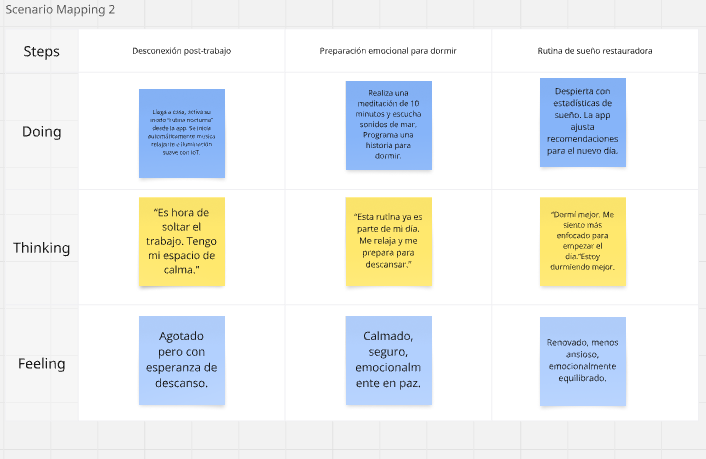 Scenario Mapping 2
Steps
Desconexión post-trabajo
Preparación emocional para dormir
Rutina de sueño restauradora
Doing
Llega a casa, activa su
modo "rutina nocturna"
desde la app. Se inicia
automáticamente música
relajante e iluminación
suave con IoT.
Realiza una
meditación de 10
minutos y escucha
sonidos de mar.
Programa una
historia para
dormir.
Despierta con
estadísticas de
sueño. La app
ajusta
recomendaciones
para el nuevo día.
Thinking
“Es hora de
soltar el
trabajo. Tengo
mi espacio de
calma.”
“Esta rutina ya es
parte de mi día.
Me relaja y me
prepara para
descansar.”
“Dormí mejor. Me
siento más
enfocado para
empezar el
día.”Estoy
durmiendo mejor.
Feeling
Agotado
pero con
esperanza de
descanso.
Calmado,
seguro,
emocionalm
ente en paz.
Renovado, menos
ansioso,
emocionalmente
equilibrado.